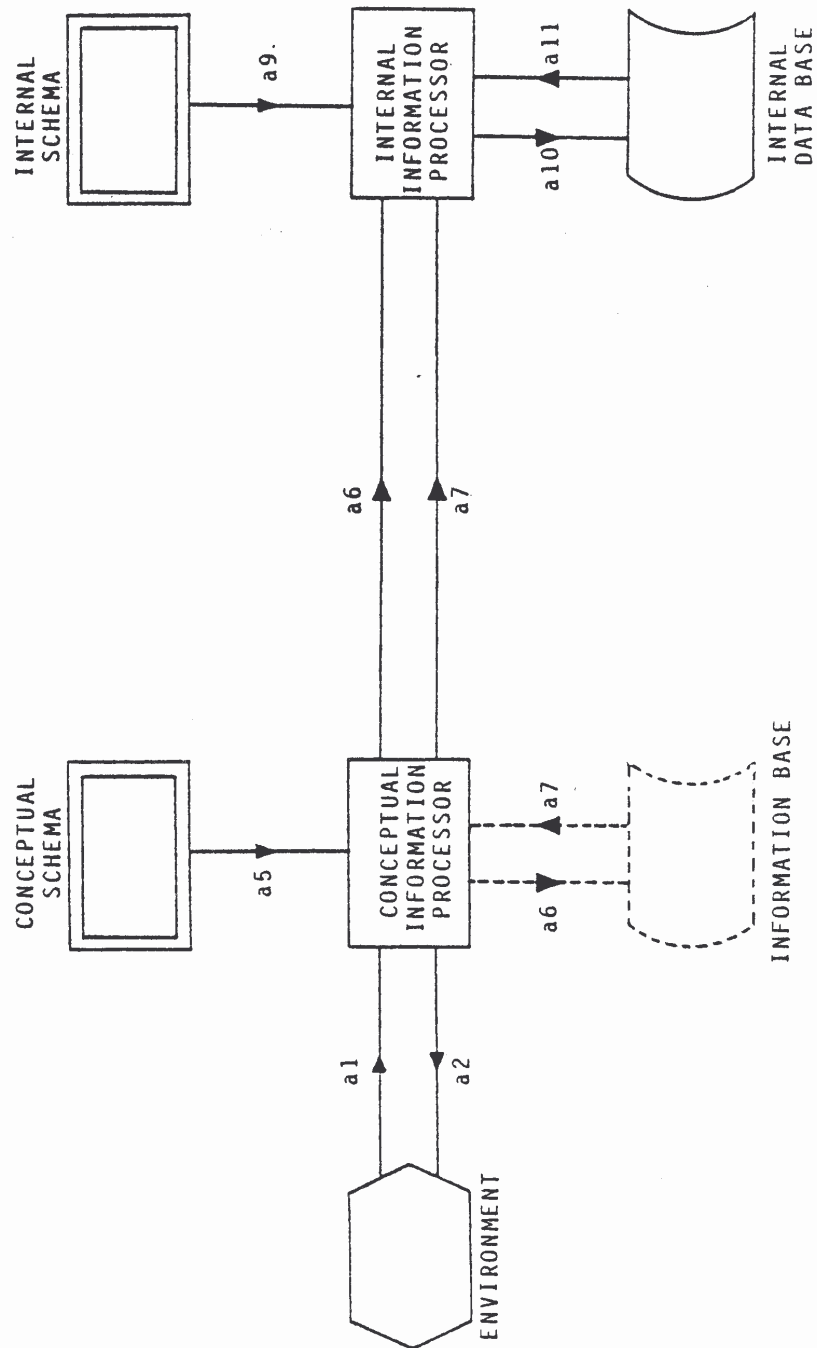 INTERNAL
SCHEMA
a9.
INTERNAL
INFORMATION
PROCESSOR
a10
a11
INTERNAL
DATA BASE
a6
a7
CONCEPTUAL
SCHEMA
a5
CONCEPTUAL
INFORMATION
PROCESSOR
a6
a7
INFORMATION BASE
a1
a2
ENVIRONMENT